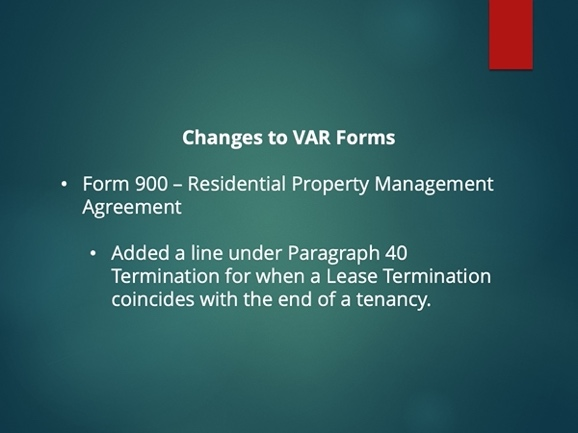 Changes to VAR Forms
• Form 900 – Residential Property Management
Agreement
• Added a line under Paragraph 40
Termination for when a Lease Termination
coincides with the end of a tenancy.